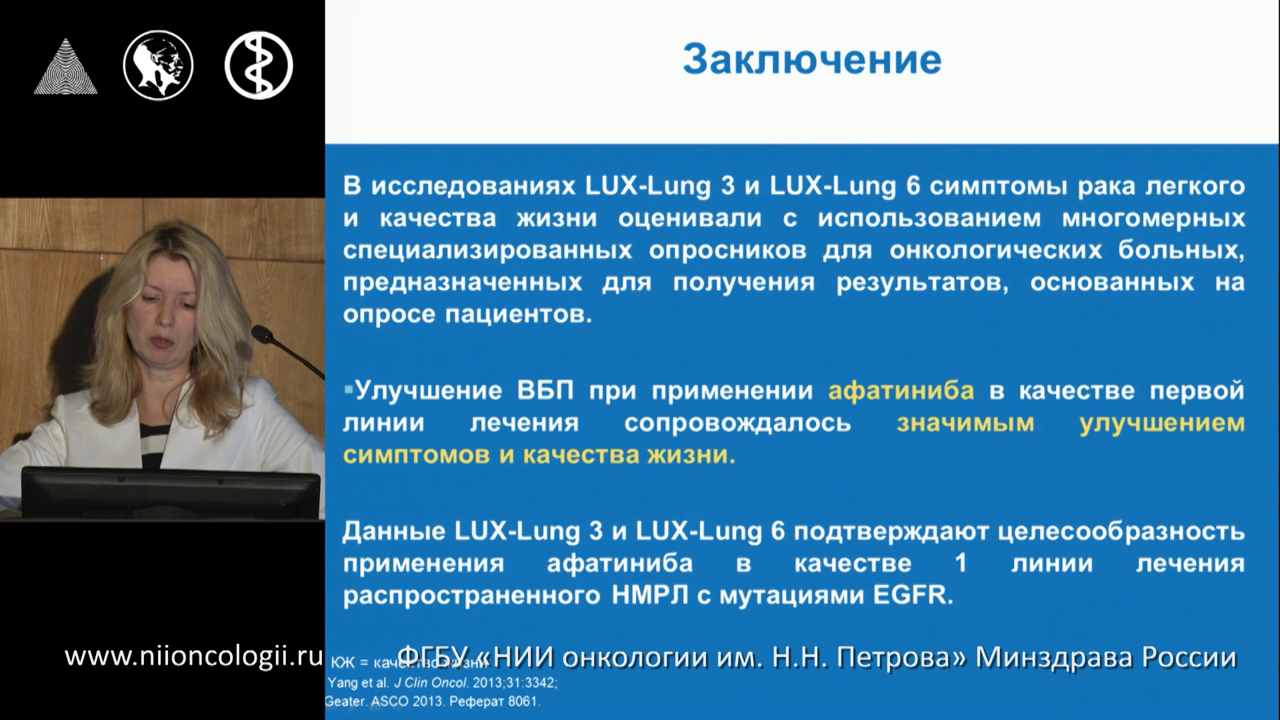 Заключение
В исследованиях LUX-Lung 3 и LUX-Lung 6 симптомы рака легкого
и качества жизни оценивали с использованием многомерных
специализированных опросников для онкологических больных,
предназначенных для получения результатов, основанных на
опросе пациентов.
▪Улучшение ВБП при применении афатиниба в качестве первой
линии лечения сопровождалось значимым улучшением
симптомов и качества жизни.
Данные LUX-Lung 3 и LUX-Lung 6 подтверждают целесообразность
применения афатиниба в качестве 1 линии лечения
распространенного НМРЛ с мутациями EGFR.
www.niioncologii.ru
ФГБУ «НИИ онкологии им. Н.Н. Петрова» Минздрава России
КЖ = качество жизни
Yang et al. J Clin Oncol. 2013;31:3342;
Geater. ASCO 2013. Реферат 8061.